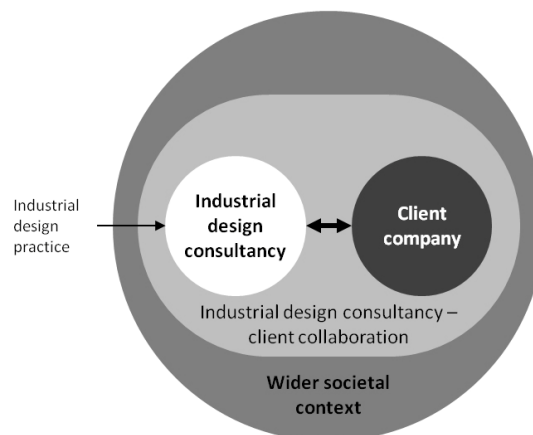 Industrial
design
practice
Industrial
design
consultancy
Client
company
Industrial design consultancy –
client collaboration
Wider societal
context